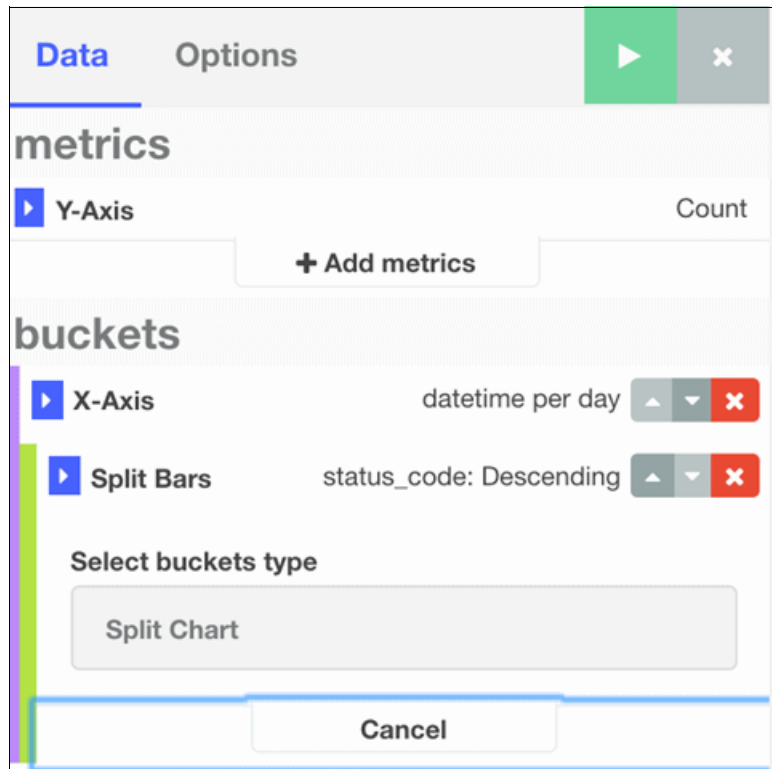 Data Options
metrics
Y-Axis Count
+ Add metrics
buckets
X-Axis datetime per day
Split Bars status_code: Descending
Select buckets type
Split Chart
Cancel